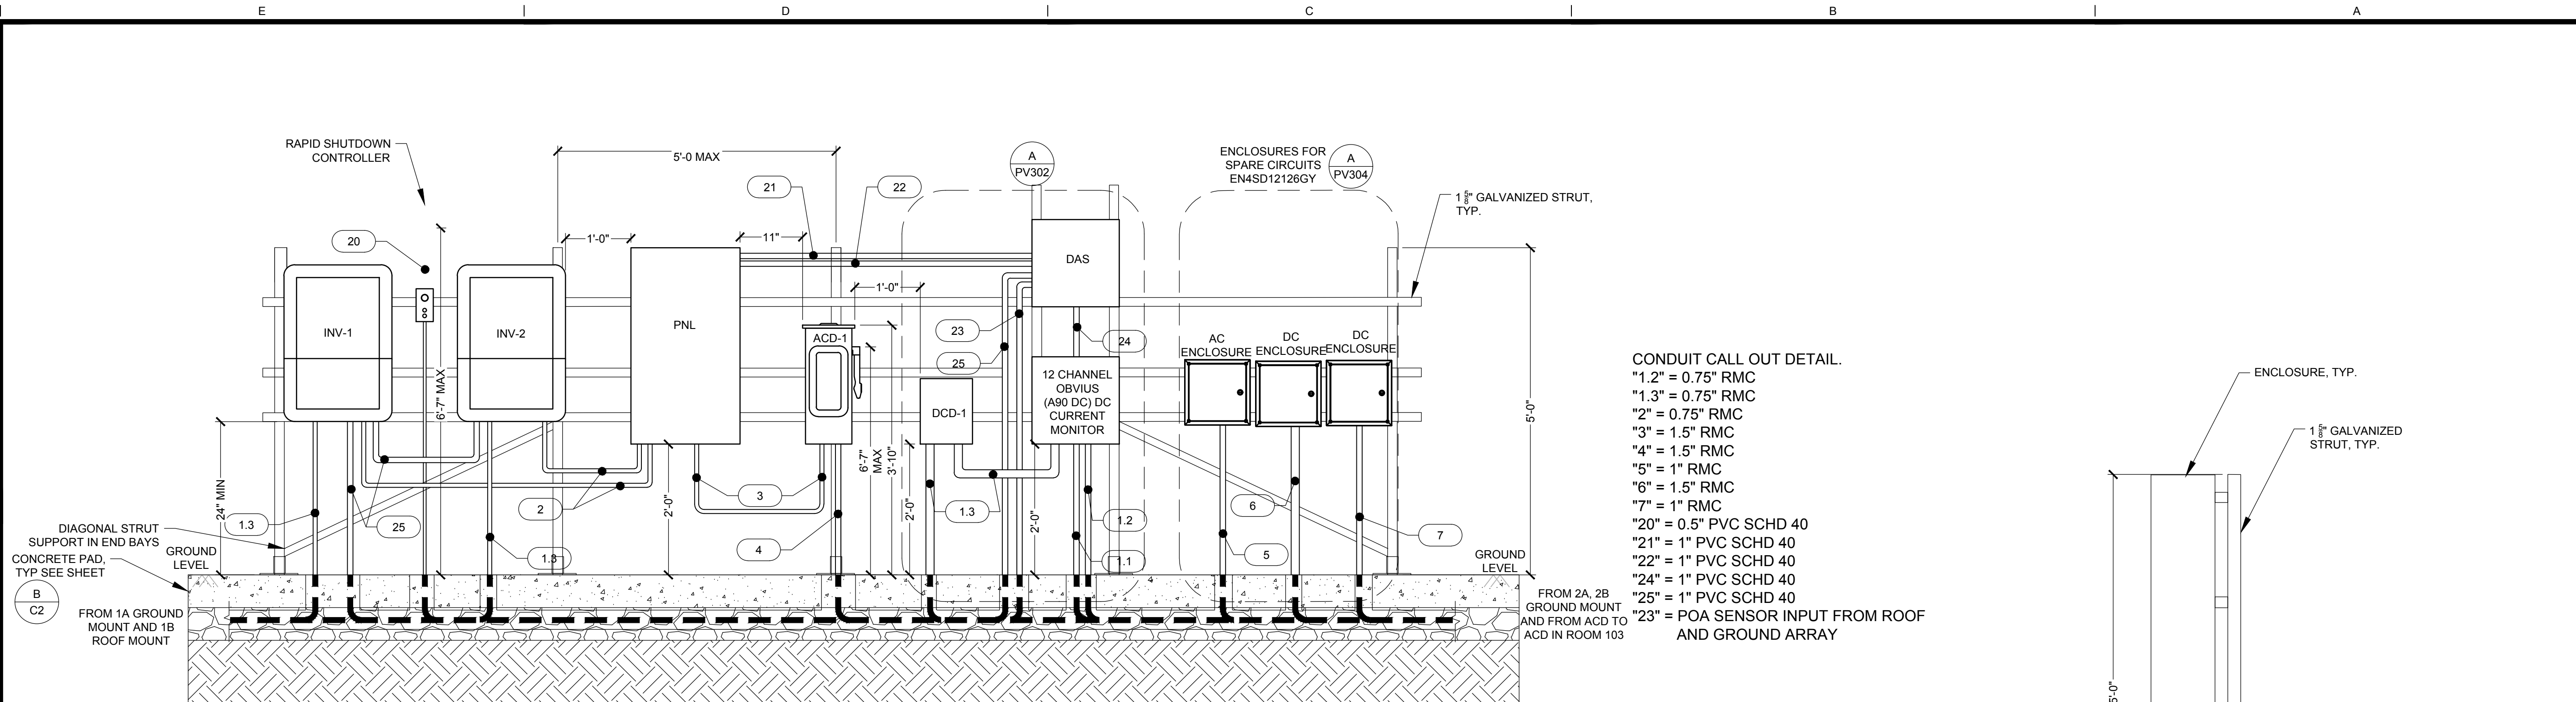 E
D
C
B
A
RAPID SHUTDOWN
CONTROLLER
5'-0 MAX
A
PV302
ENCLOSURES FOR
SPARE CIRCUITS
EN4SD12126GY
A
PV304
1 5/8" GALVANIZED STRUT,
TYP.
21
22
20
1'-0"
11"
DAS
1'-0"
INV-1
INV-2
PNL
ACD-1
23
24
25
AC
ENCLOSURE
DC
ENCLOSURE
DC
ENCLOSURE
6'-7" MAX
12 CHANNEL
OBVIUS
(A90 DC) DC
CURRENT
MONITOR
DCD-1
5'-0"
24" MIN
2'-0"
6'-7"
MAX
3'-10"
2'-0"
2'-0"
1.3
25
2
3
1.3
6
1.2
7
1.3
4
1.1
5
DIAGONAL STRUT
SUPPORT IN END BAYS
CONCRETE PAD,
TYP SEE SHEET
GROUND
LEVEL
GROUND
LEVEL
B
C2
FROM 1A GROUND
MOUNT AND 1B
ROOF MOUNT
FROM 2A, 2B
GROUND MOUNT
AND FROM ACD TO
ACD IN ROOM 103
CONDUIT CALL OUT DETAIL.
"1.2" = 0.75" RMC
"1.3" = 0.75" RMC
"2" = 0.75" RMC
"3" = 1.5" RMC
"4" = 1.5" RMC
"5" = 1" RMC
"6" = 1.5" RMC
"7" = 1" RMC
"20" = 0.5" PVC SCHD 40
"21" = 1" PVC SCHD 40
"22" = 1" PVC SCHD 40
"24" = 1" PVC SCHD 40
"25" = 1" PVC SCHD 40
"23" = POA SENSOR INPUT FROM ROOF
AND GROUND ARRAY
ENCLOSURE, TYP.
1 5/8" GALVANIZED
STRUT, TYP.
5'-0"